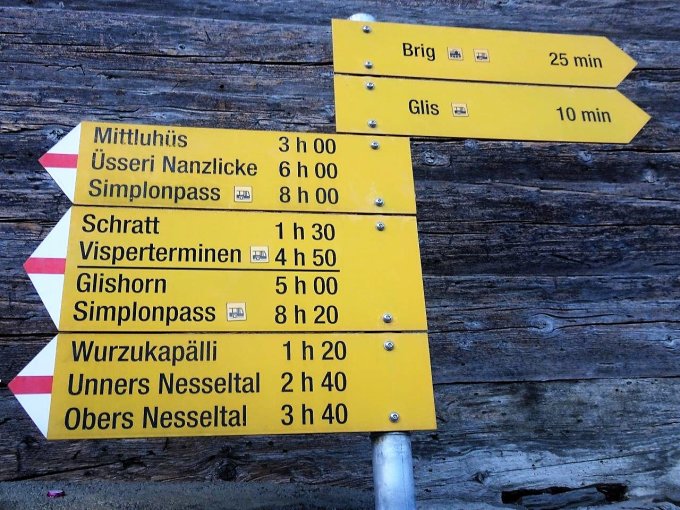 Brig 25 min
Glis 10 min
Mittluhüs 3 h 00
Üsseri Nanzlicke 6 h 00
Simplonpass 8 h 00
Schratt 1 h 30
Visperterminen 4 h 50
Glishorn 5 h 00
Simplonpass 8 h 20
Wurzukapälli 1 h 20
Unners Nesseltal 2 h 40
Obers Nesseltal 3 h 40